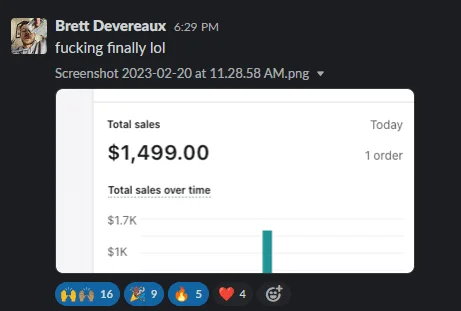 Brett Devereaux 6:29 PM
fucking finally lol
Screenshot 2023-02-20 at 11.28.58 AM.png
Total sales Today
$1,499.00 1 order
Total sales over time
$1.7K
$1K
16 9 5 4